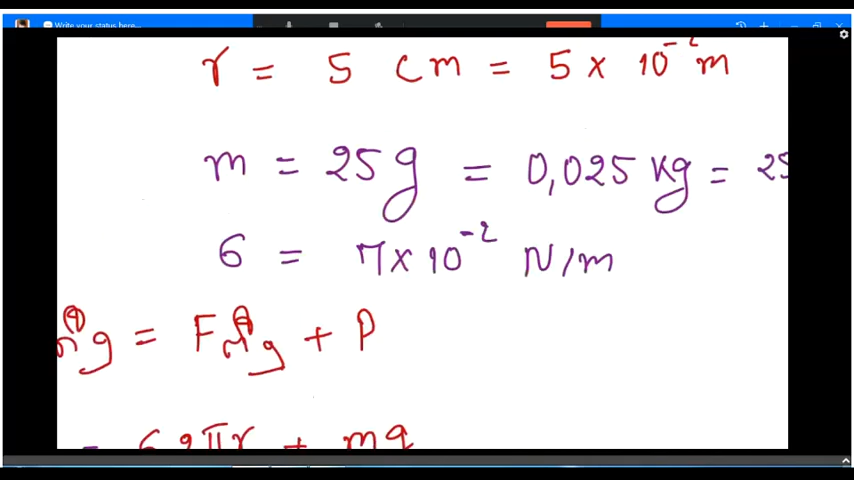 Write your status here...
r = 5 cm = 5 × 10⁻² m
m = 25g = 0,025 kg = 25
6 = 7×10⁻² N/m
g = F + P
62πr + mg